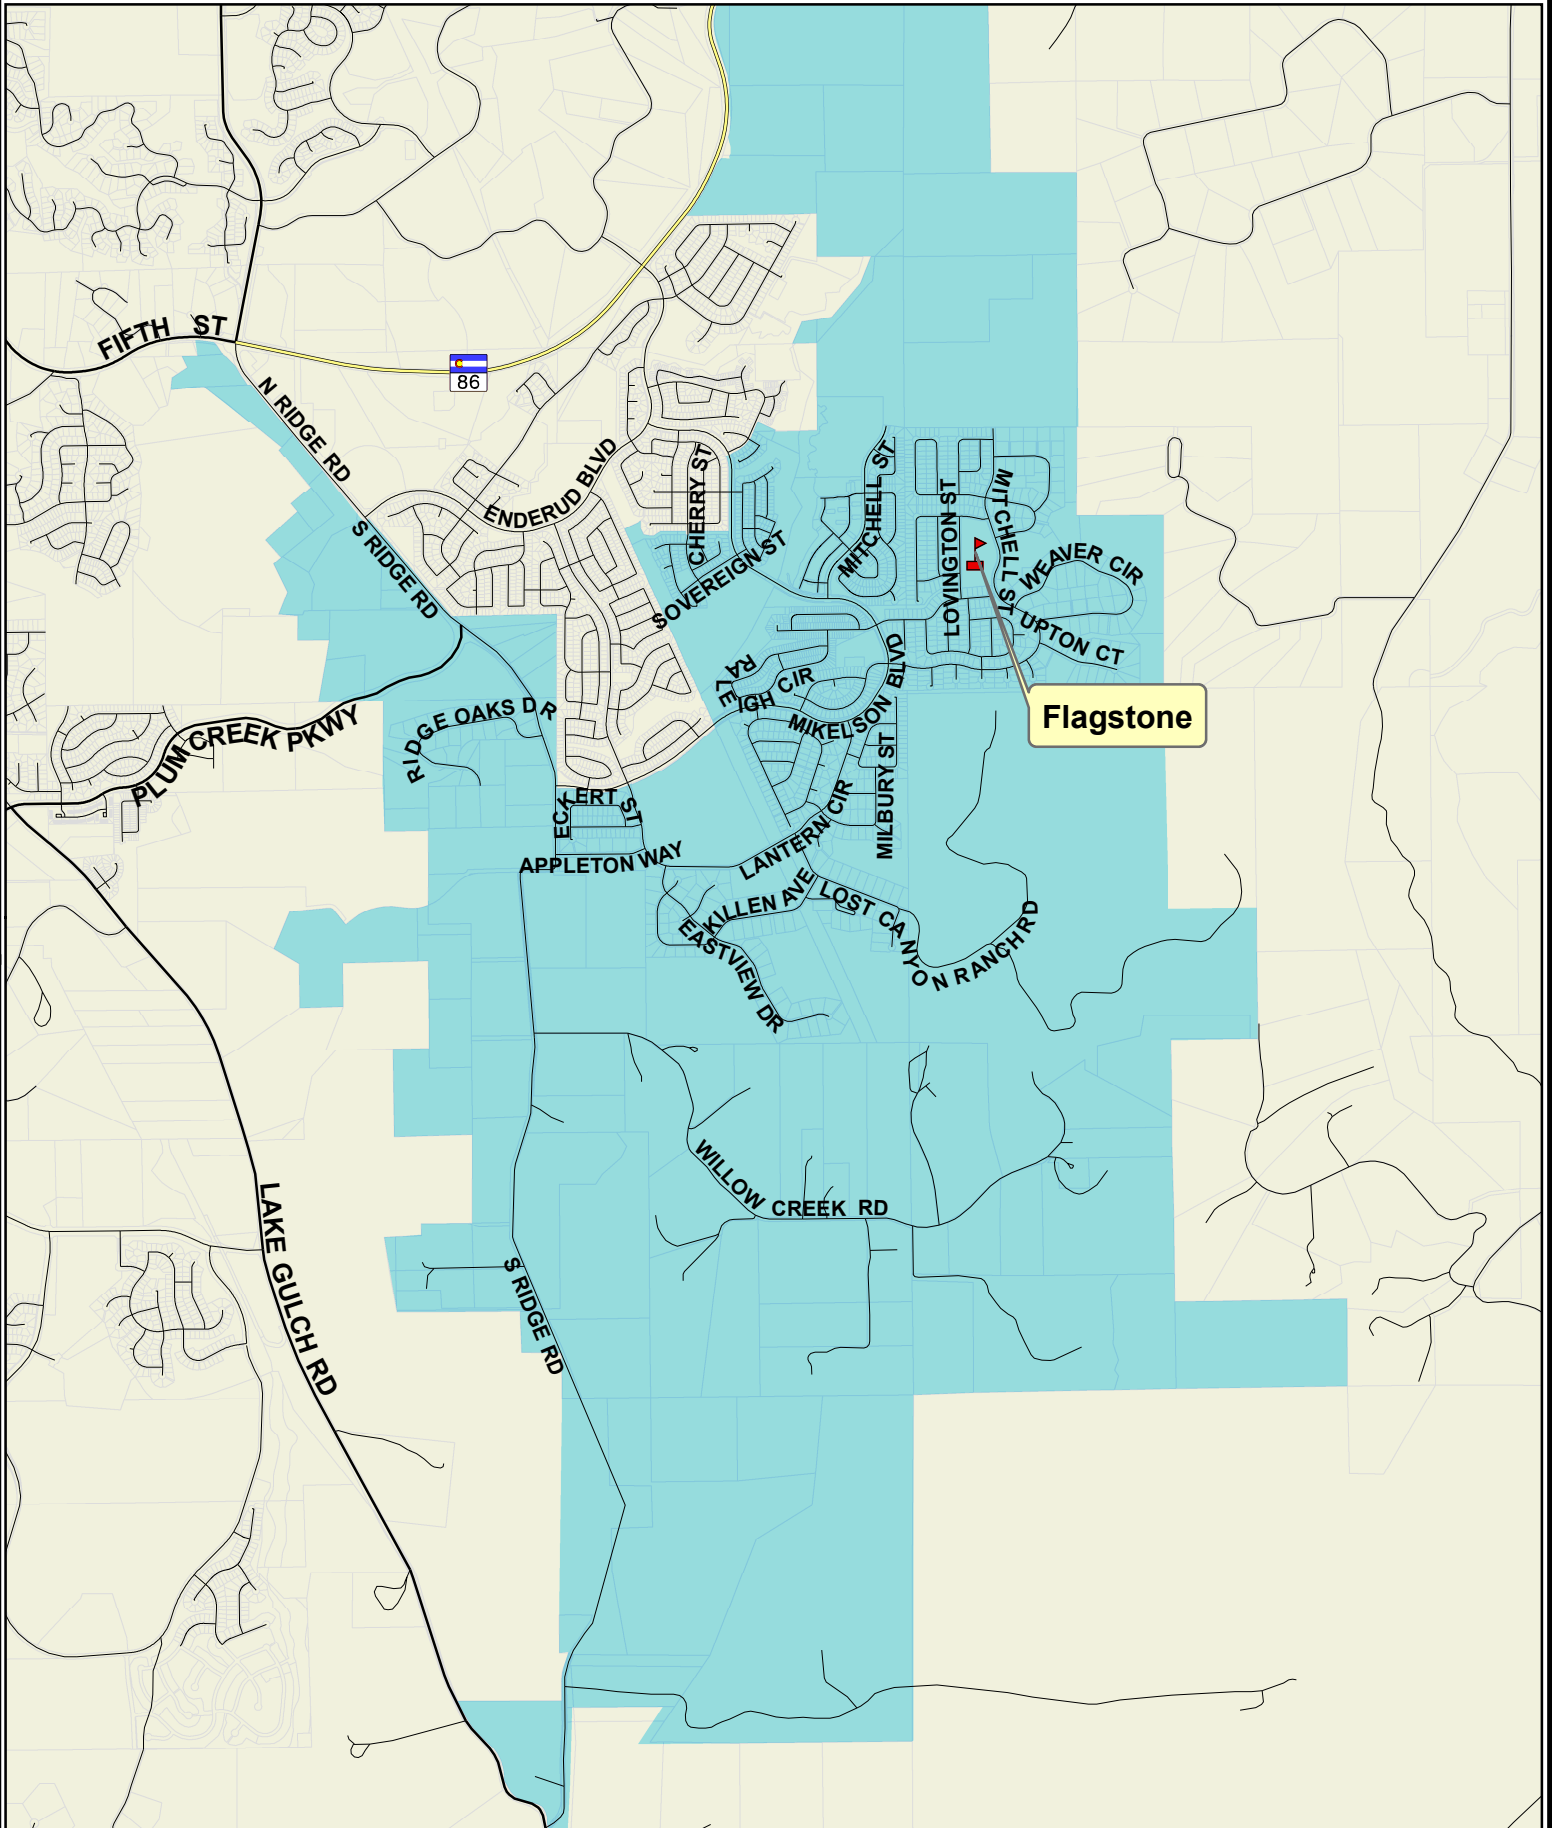 FIFTH ST
86
N RIDGE RD
ENDERUD BLVD
CHERRY ST
MITCHELL ST
LOVINGTON ST
MITCHELL ST
S RIDGE RD
SOVEREIGN ST
WEAVER CIR
UPTON CT
RALEIGH CIR
MIKELSON BLVD
Flagstone
RIDGE OAKS DR
PLUM CREEK PKWY
MILBURY ST
ECKERT ST
APPLETON WAY
LANTERN CIR
KILLEN AVE
LOST CANYON RANCH RD
EASTVIEW DR
WILLOW CREEK RD
LAKE GULCH RD
S RIDGE RD